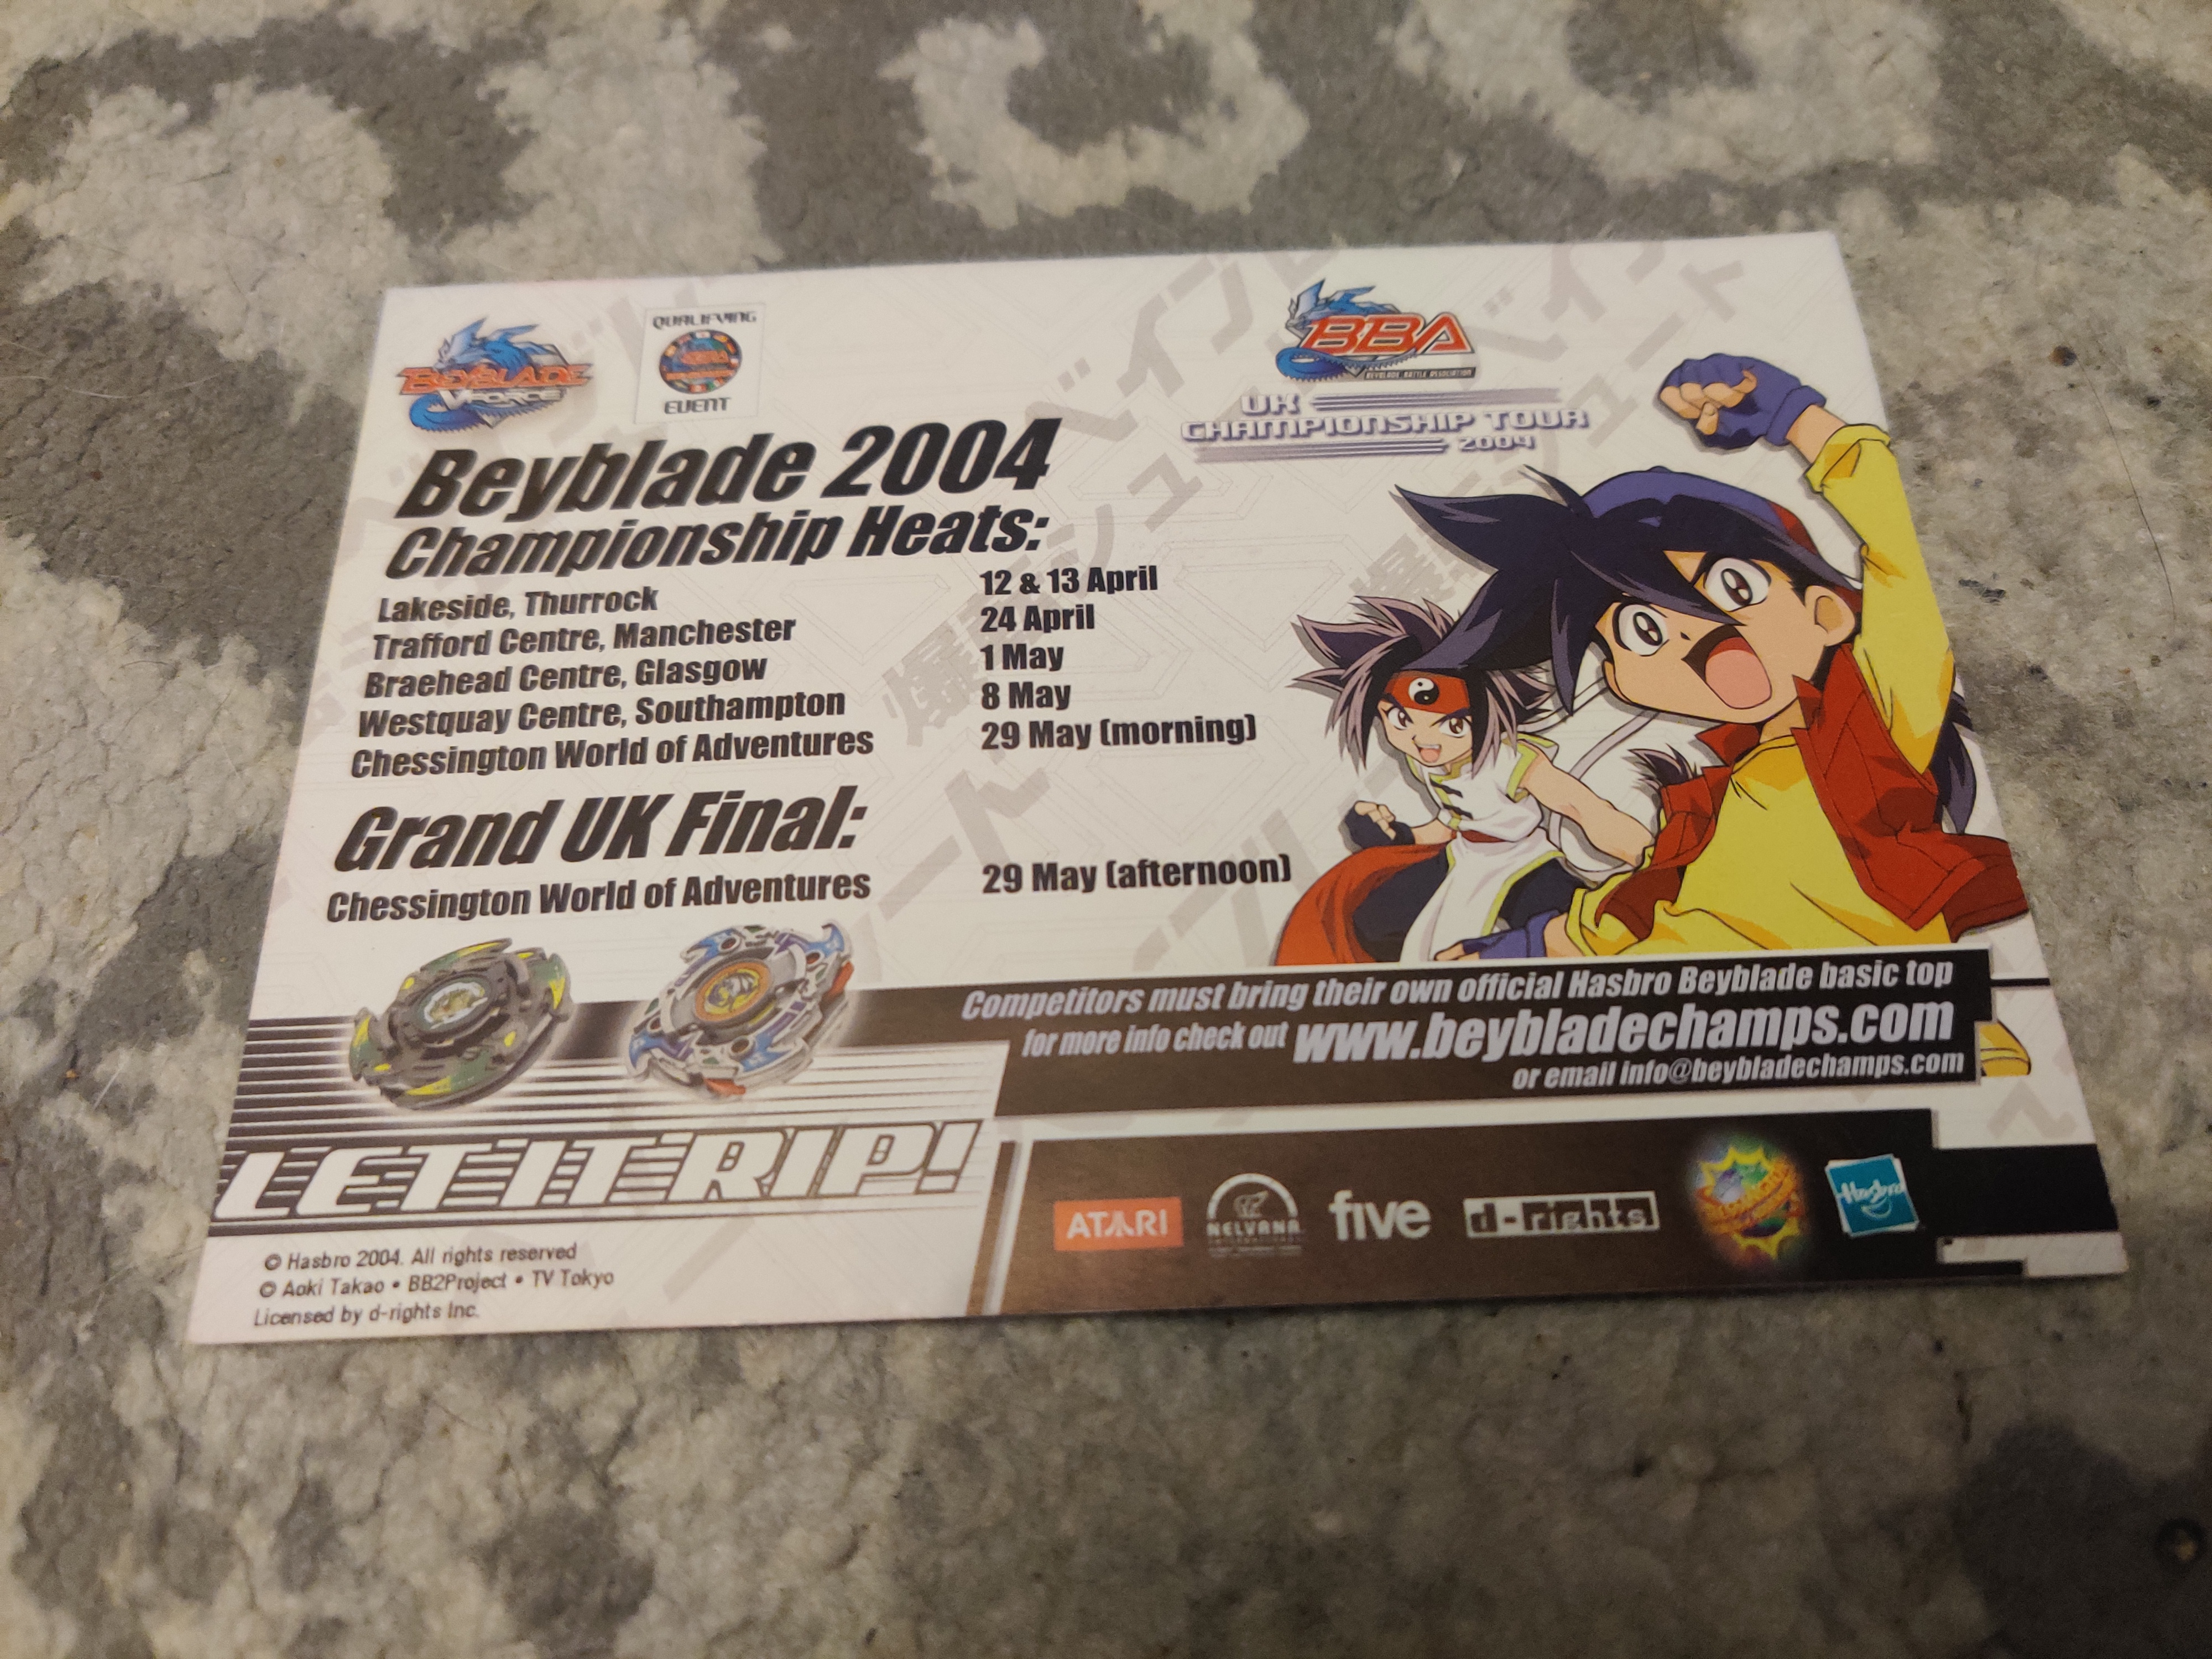 BEYBLADE
VFORCE
QUALIFYING
EVENT
BBA
BEYBLADE BATTLE ASSOCIATION
UK
CHAMPIONSHIP TOUR
2004
Beyblade 2004
Championship Heats:
Lakeside, Thurrock 12 & 13 April
Trafford Centre, Manchester 24 April
Braehead Centre, Glasgow 1 May
Westquay Centre, Southampton 8 May
Chessington World of Adventures 29 May (morning)
Grand UK Final:
Chessington World of Adventures 29 May (afternoon)
Competitors must bring their own official Hasbro Beyblade basic top
for more info check out www.beybladechamps.com
or email info@beybladechamps.com
LET IT RIP!
ATARI
NELVANA
INTERNATIONAL
five
d-rights
Hasbro
© Hasbro 2004. All rights reserved
© Aoki Takao • BB2Project • TV Tokyo
Licensed by d-rights Inc.